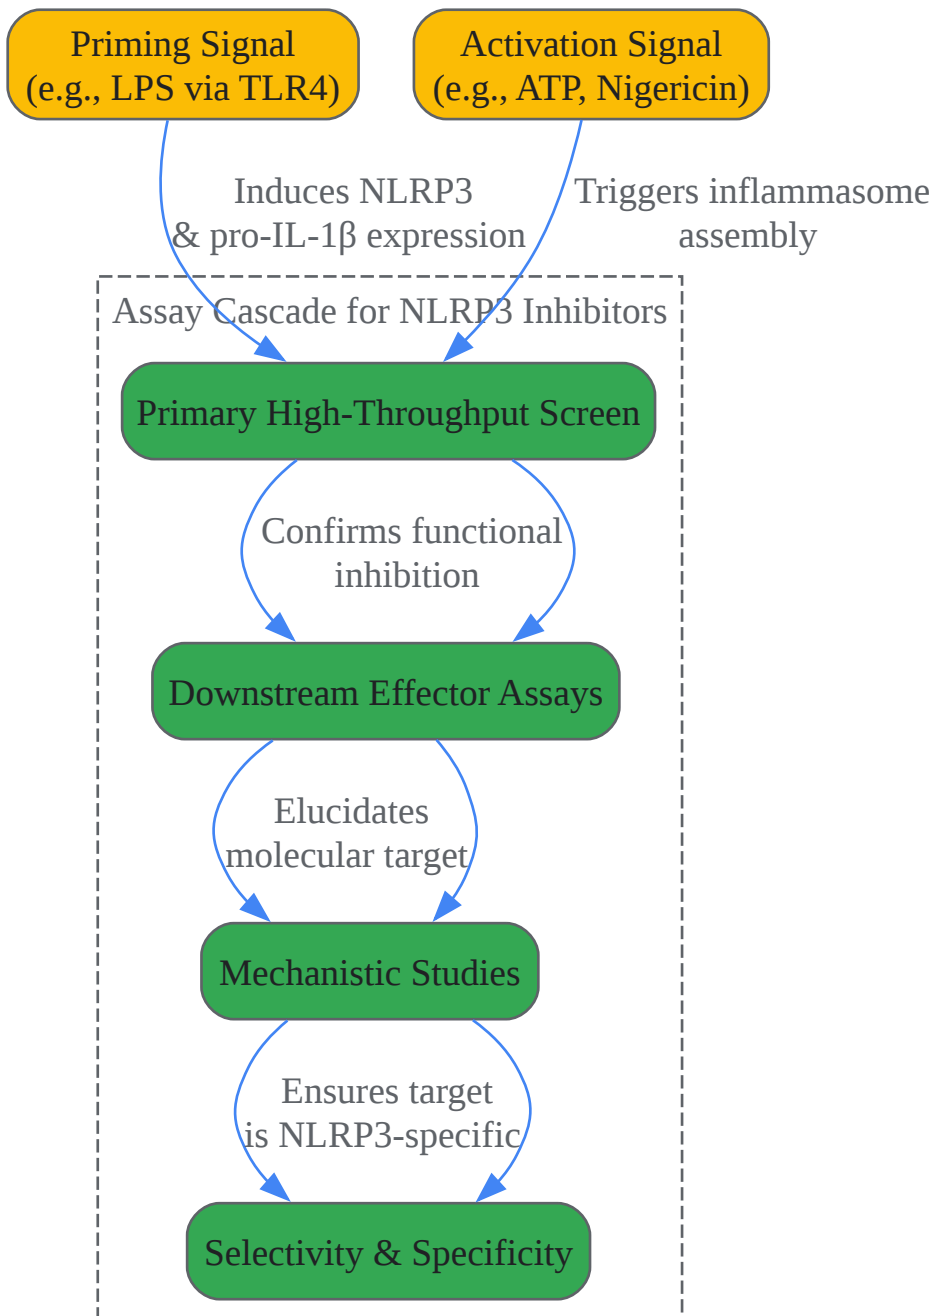 Priming Signal
(e.g., LPS via TLR4)
Activation Signal
(e.g., ATP, Nigericin)
Induces NLRP3
& pro-IL-1β expression
Triggers inflammasome
assembly
Assay Cascade for NLRP3 Inhibitors
Primary High-Throughput Screen
Confirms functional
inhibition
Downstream Effector Assays
Elucidates
molecular target
Mechanistic Studies
Ensures target
is NLRP3-specific
Selectivity & Specificity